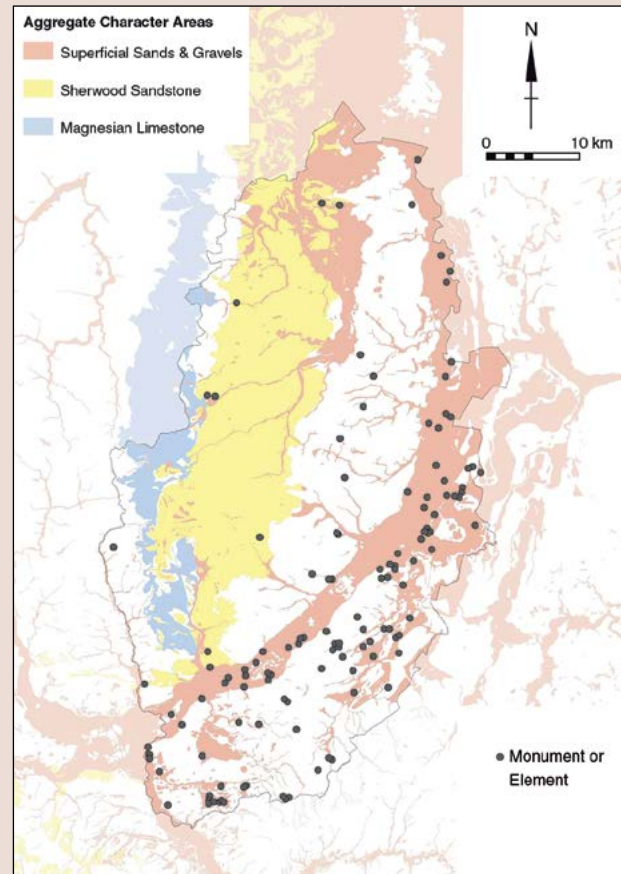 Aggregate Character Areas
Superficial Sands & Gravels
Sherwood Sandstone
Magnesian Limestone
N
0 10 km
Monument or
Element